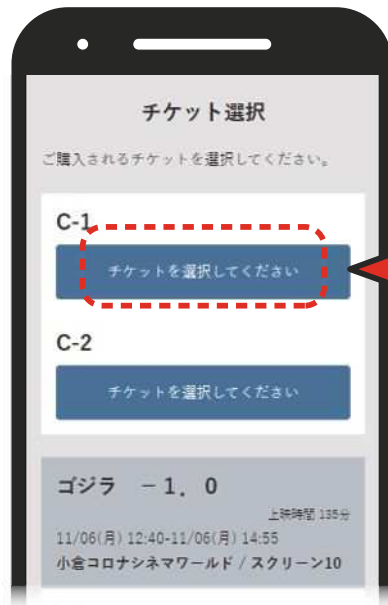 チケット選択
ご購入されるチケットを選択してください。
C-1
チケットを選択してください
C-2
チケットを選択してください
ゴジラ －１．０
上映時間 135分
11/06(月) 12:40-11/06(月) 14:55
小倉コロナシネマワールド / スクリーン10